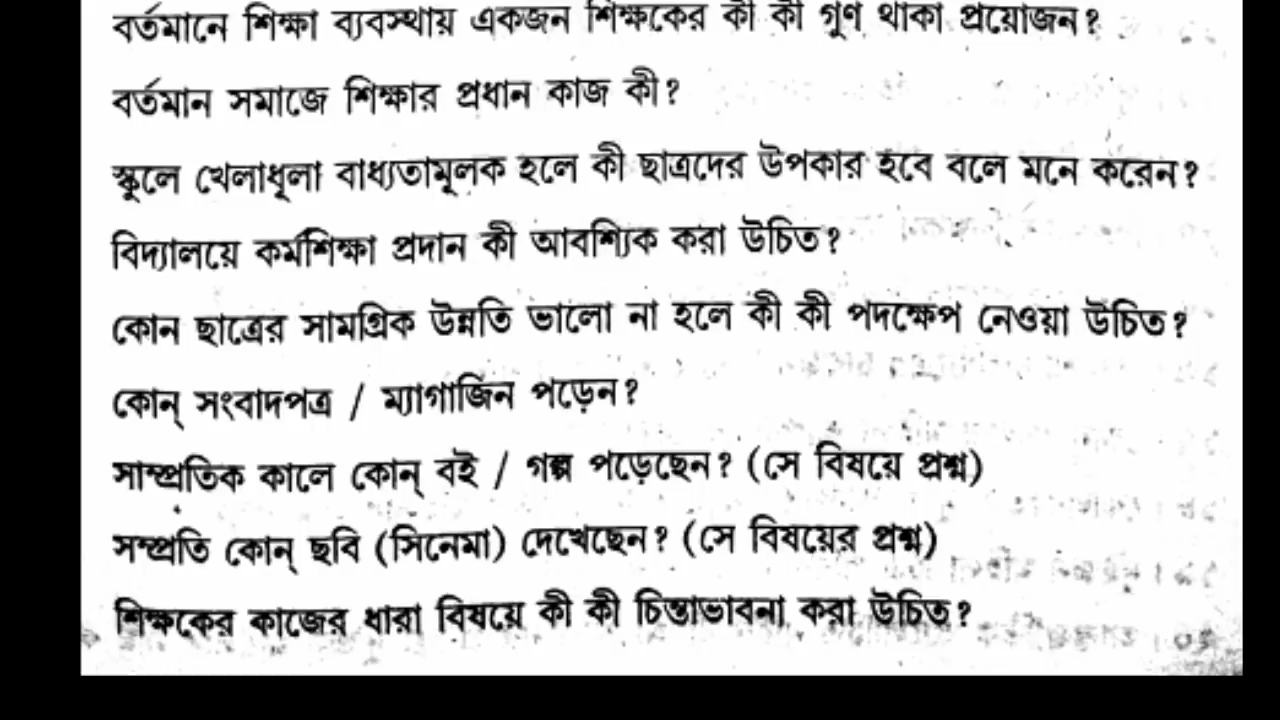 বর্তমানে শিক্ষা ব্যবস্থায় একজন শিক্ষকের কী কী গুণ থাকা প্রয়োজন?
বর্তমান সমাজে শিক্ষার প্রধান কাজ কী?
স্কুলে খেলাধূলা বাধ্যতামূলক হলে কী ছাত্রদের উপকার হবে বলে মনে করেন?
বিদ্যালয়ে কর্মশিক্ষা প্রদান কী আবশ্যিক করা উচিত?
কোন ছাত্রের সামগ্রিক উন্নতি ভালো না হলে কী কী পদক্ষেপ নেওয়া উচিত?
কোন্ সংবাদপত্র / ম্যাগাজিন পড়েন?
সাম্প্রতিক কালে কোন্ বই / গল্প পড়েছেন? (সে বিষয়ে প্রশ্ন)
সম্প্রতি কোন্ ছবি (সিনেমা) দেখেছেন? (সে বিষয়ের প্রশ্ন)
শিক্ষকের কাজের ধারা বিষয়ে কী কী চিন্তাভাবনা করা উচিত?